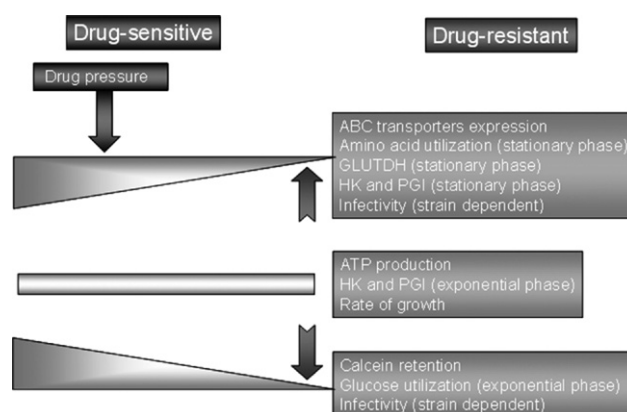 Drug-sensitive
Drug-resistant
Drug pressure
ABC transporters expression
Amino acid utilization (stationary phase)
GLUTDH (stationary phase)
HK and PGI (stationary phase)
Infectivity (strain dependent)
ATP production
HK and PGI (exponential phase)
Rate of growth
Calcein retention
Glucose utilization (exponential phase)
Infectivity (strain dependent)